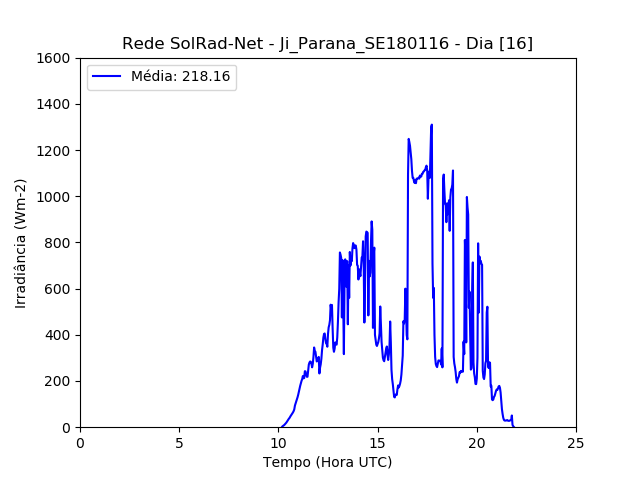 Rede SolRad-Net - Ji_Parana_SE180116 - Dia [16]
Média: 218.16
Irradiância (Wm-2)
1600
1400
1200
1000
800
600
400
200
0
0 5 10 15 20 25
Tempo (Hora UTC)